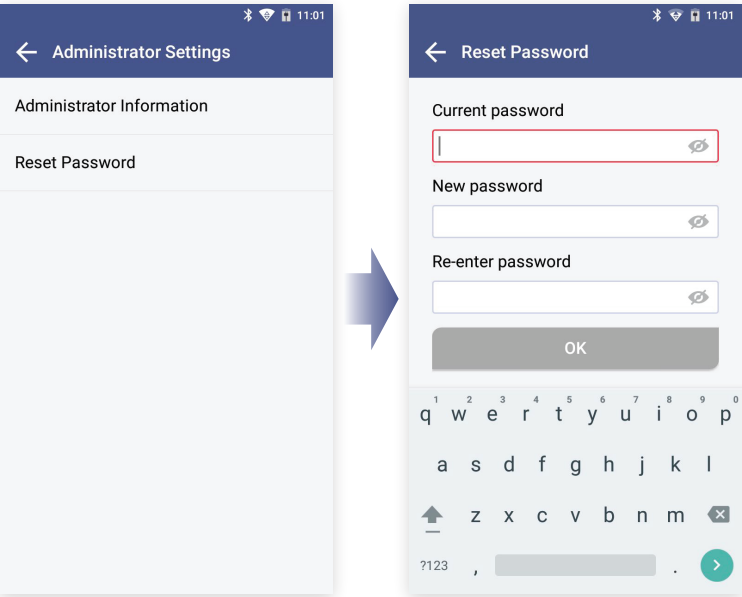 11:01
Administrator Settings
Administrator Information
Reset Password
11:01
Reset Password
Current password
New password
Re-enter password
OK
1 2 3 4 5 6 7 8 9 0
q w e r t y u i o p
a s d f g h j k l
z x c v b n m
?123 , .